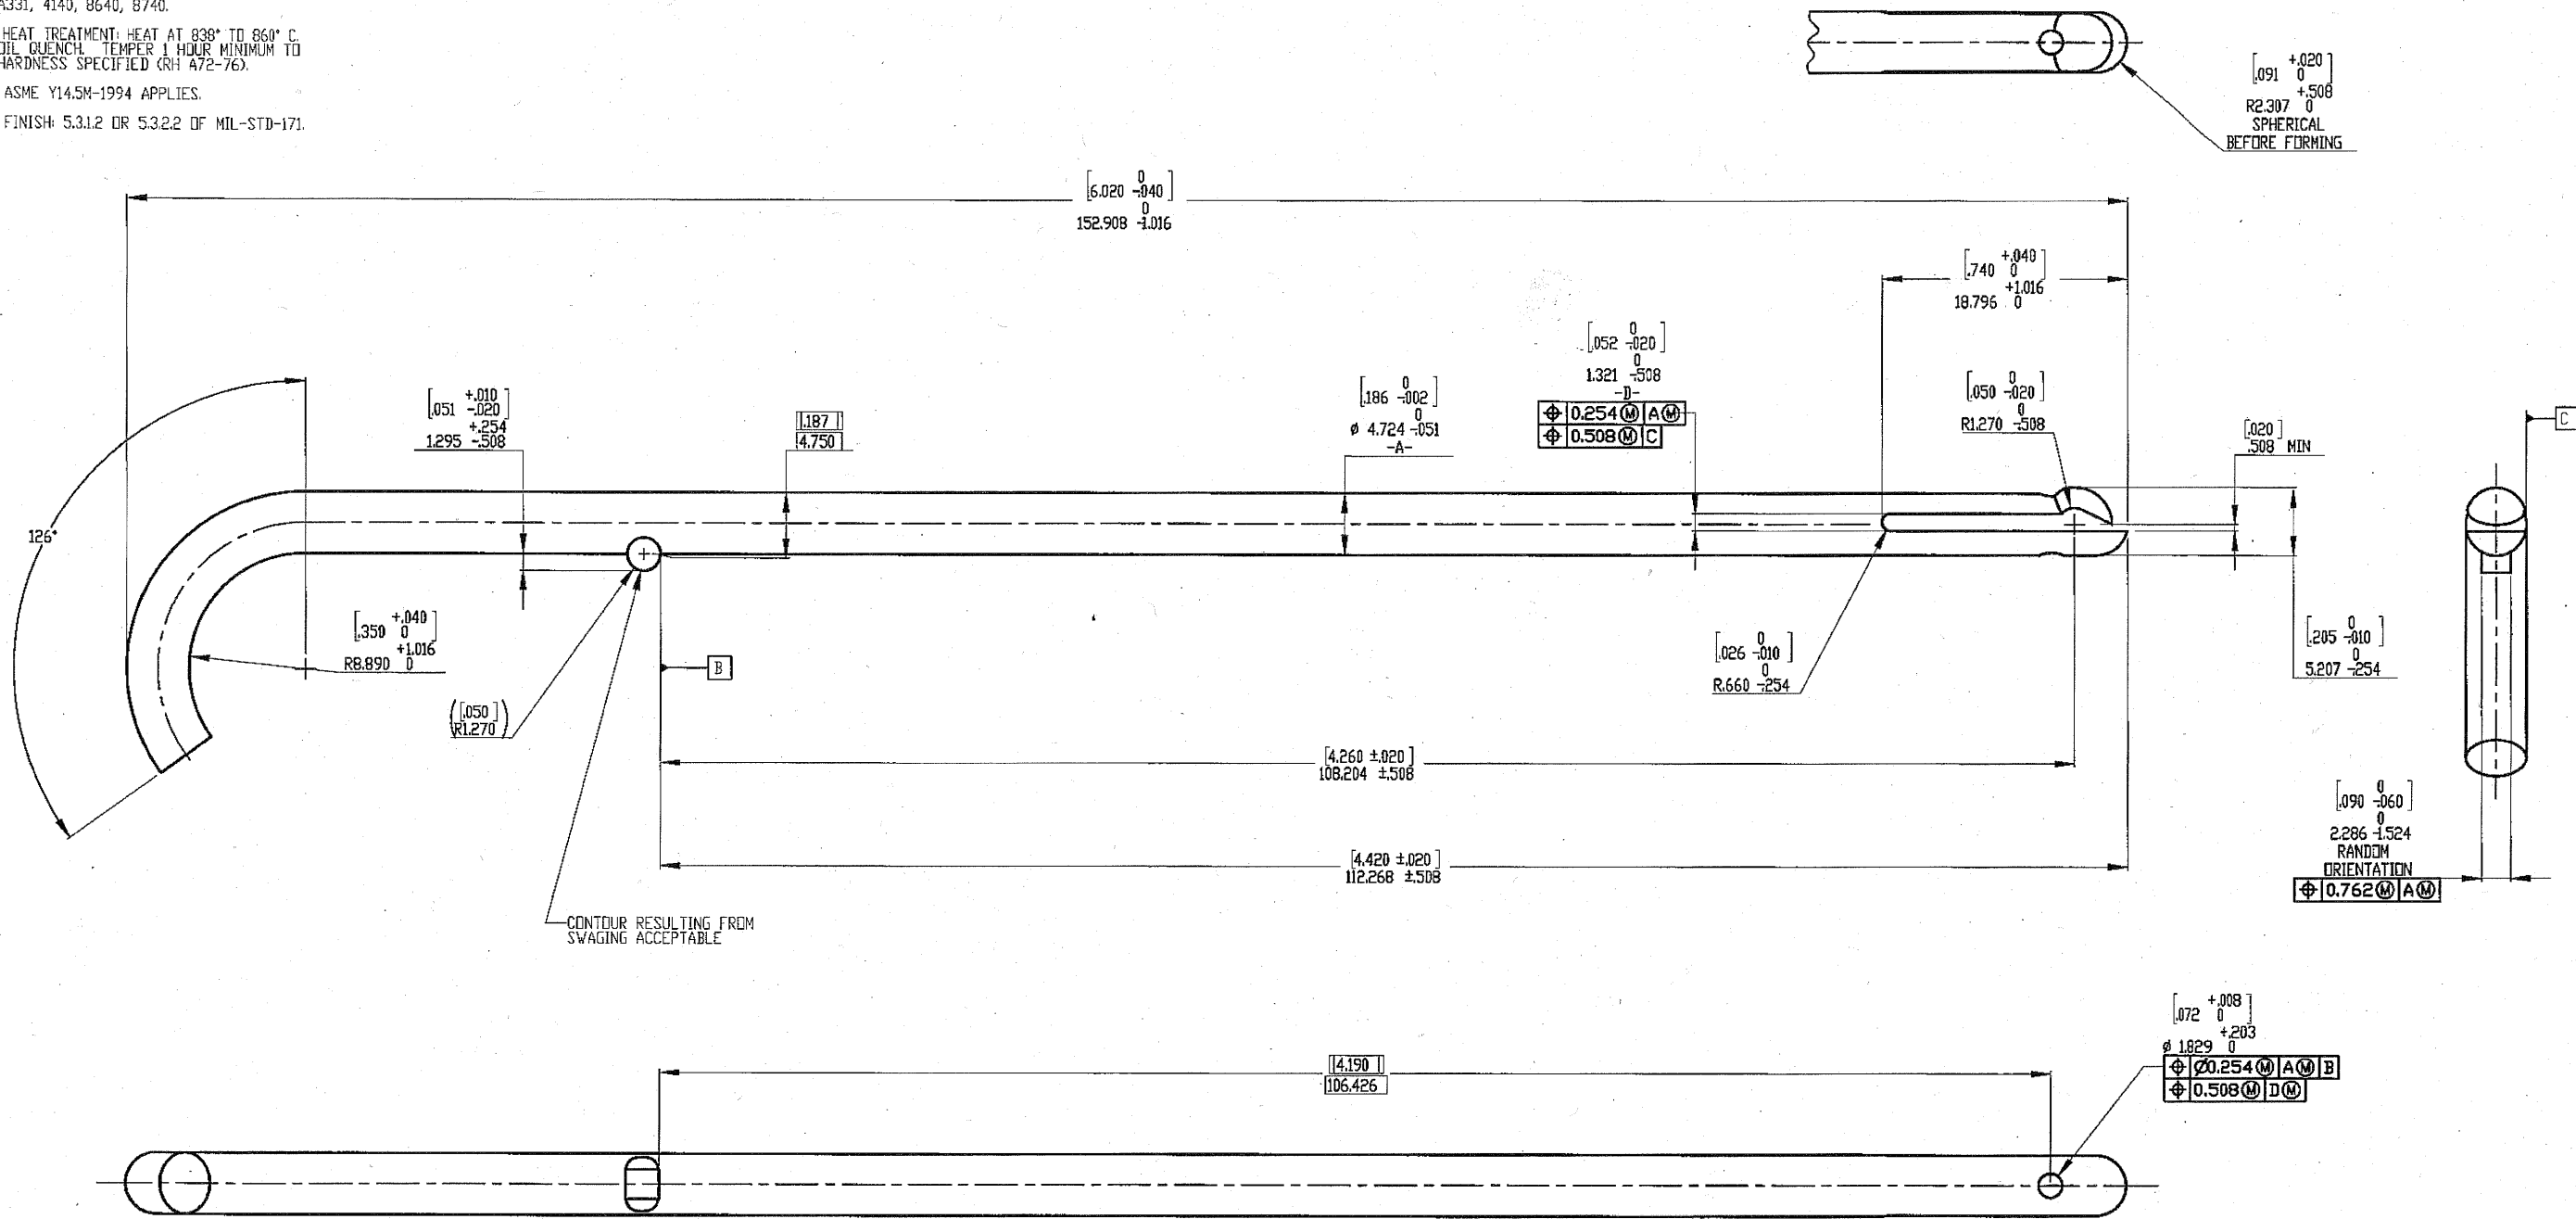 A331, 4140, 8640, 8740.
HEAT TREATMENT: HEAT AT 838° TO 860° C.
OIL QUENCH. TEMPER 1 HOUR MINIMUM TO
HARDNESS SPECIFIED (RH A72-76).
ASME Y14.5M-1994 APPLIES.
FINISH: 5.3.1.2 OR 5.3.2.2 OF MIL-STD-171.
[.091 +.020 0]
R2.307 +.508 0
SPHERICAL
BEFORE FORMING
[6.020 0 -.040]
152.908 0 -1.016
[.740 +.040 0]
18.796 +1.016 0
[.052 0 -.020]
1.321 0 -.508
-D-
⌖ 0.254 Ⓜ A Ⓜ
⌖ 0.508 Ⓜ C
[.050 0 -.020]
R1.270 0 -.508
[.020]
.508 MIN
C
[.186 0 -.002]
ø 4.724 0 -.051
-A-
[.051 +.010 -.020]
1.295 +.254 -.508
[.187]
4.750
126°
[.350 +.040 0]
R8.890 +1.016 0
([.050]
R1.270)
B
[.026 0 -.010]
R.660 0 -.254
[.205 0 -.010]
5.207 0 -.254
[4.260 ±.020]
108.204 ±.508
[4.420 ±.020]
112.268 ±.508
[.090 0 -.060]
2.286 0 -1.524
RANDOM
ORIENTATION
⌖ 0.762 Ⓜ A Ⓜ
CONTOUR RESULTING FROM
SWAGING ACCEPTABLE
[4.190]
106.426
[.072 +.008 0]
ø 1.829 +.203 0
⌖ Ø0.254 Ⓜ A Ⓜ B
⌖ 0.508 Ⓜ D Ⓜ